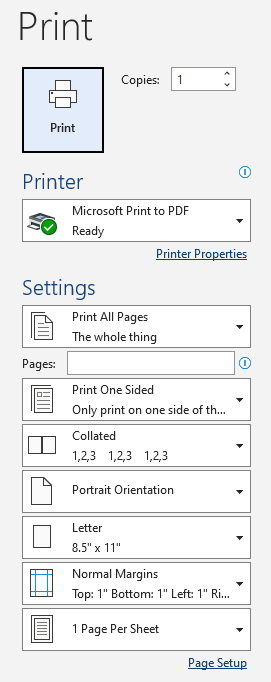 Print
Copies: 1
Print
Printer
Microsoft Print to PDF
Ready
Printer Properties
Settings
Print All Pages
The whole thing
Pages:
Print One Sided
Only print on one side of th...
Collated
1,2,3 1,2,3 1,2,3
Portrait Orientation
Letter
8.5" x 11"
Normal Margins
Top: 1" Bottom: 1" Left: 1" Ri...
1 Page Per Sheet
Page Setup